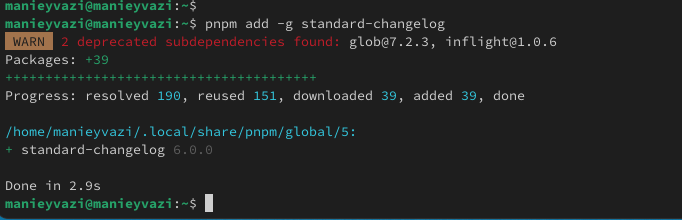 manieyvazi@manieyvazi:~$
manieyvazi@manieyvazi:~$ pnpm add -g standard-changelog
WARN 2 deprecated subdependencies found: glob@7.2.3, inflight@1.0.6
Packages: +39
+++++++++++++++++++++++++++++++++++++++
Progress: resolved 190, reused 151, downloaded 39, added 39, done
/home/manieyvazi/.local/share/pnpm/global/5:
+ standard-changelog 6.0.0
Done in 2.9s
manieyvazi@manieyvazi:~$